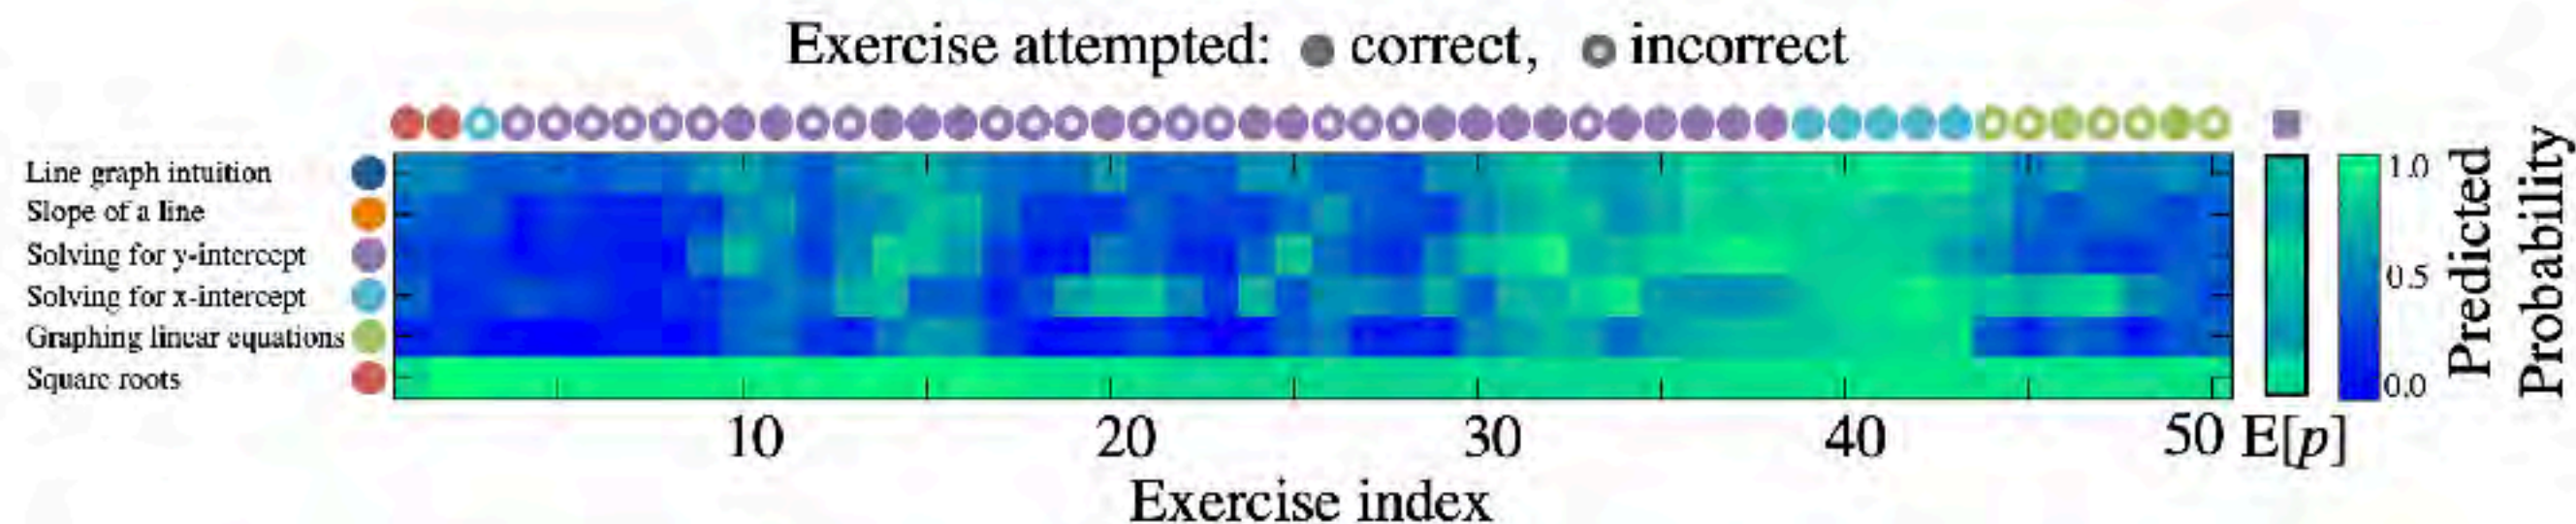 Exercise attempted: correct, incorrect
Line graph intuition
Slope of a line
Solving for y-intercept
Solving for x-intercept
Graphing linear equations
Square roots
10 20 30 40 50 E[p]
Exercise index
1.0
0.5
0.0
Predicted
Probability